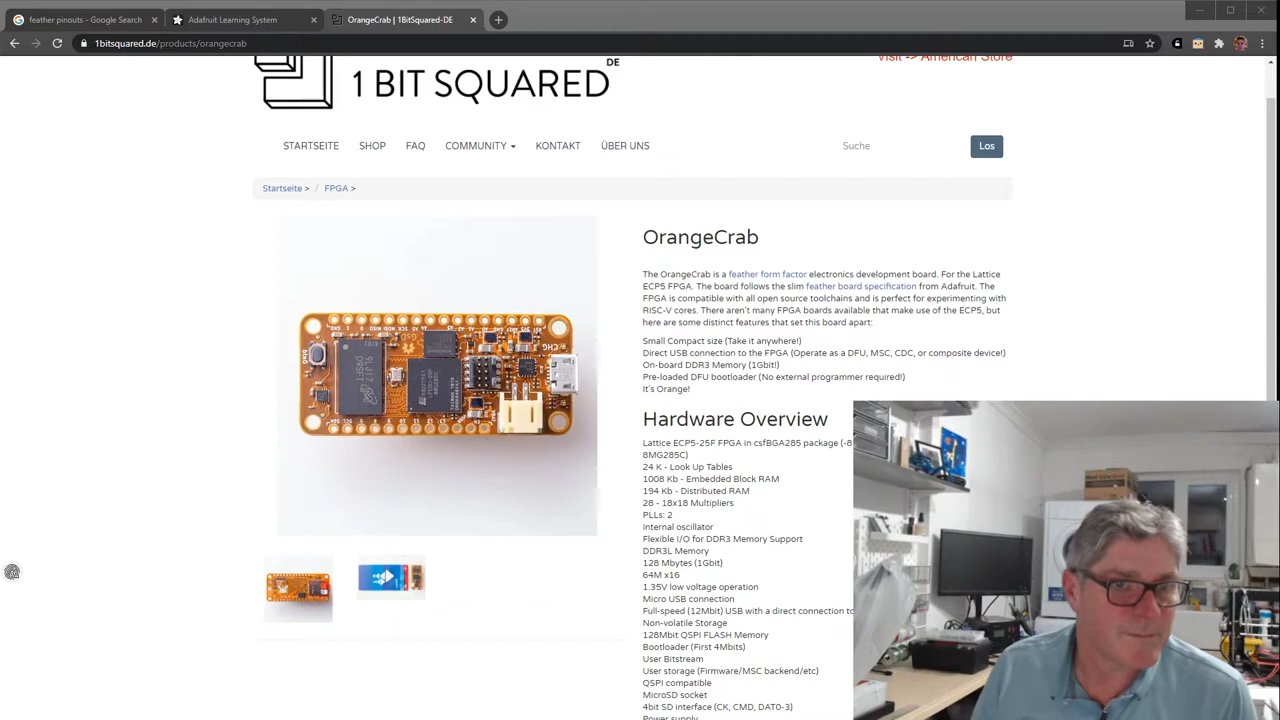 feather pinouts - Google Search
Adafruit Learning System
OrangeCrab | 1BitSquared-DE
1bitsquared.de/products/orangecrab
Visit -> American Store
1 BIT SQUARED
DE
STARTSEITE
SHOP
FAQ
COMMUNITY
KONTAKT
ÜBER UNS
Suche
Los
Startseite >
/
FPGA >
OrangeCrab
The OrangeCrab is a feather form factor electronics development board. For the Lattice
ECP5 FPGA. The board follows the slim feather board specification from Adafruit. The
FPGA is compatible with all open source toolchains and is perfect for experimenting with
RISC-V cores. There aren't many FPGA boards available that make use of the ECP5, but
here are some distinct features that set this board apart:
Small Compact size (Take it anywhere!)
Direct USB connection to the FPGA (Operate as a DFU, MSC, CDC, or composite device!)
On-board DDR3 Memory (1Gbit!)
Pre-loaded DFU bootloader (No external programmer required!)
It's Orange!
Hardware Overview
Lattice ECP5-25F FPGA in csfBGA285 package (-8
8MG285C)
24 K - Look Up Tables
1008 Kb - Embedded Block RAM
194 Kb - Distributed RAM
28 - 18x18 Multipliers
PLLs: 2
Internal oscillator
Flexible I/O for DDR3 Memory Support
DDR3L Memory
128 Mbytes (1Gbit)
64M x16
1.35V low voltage operation
Micro USB connection
Full-speed (12Mbit) USB with a direct connection to
Non-volatile Storage
128Mbit QSPI FLASH Memory
Bootloader (First 4Mbits)
User Bitstream
User storage (Firmware/MSC backend/etc)
QSPI compatible
MicroSD socket
4bit SD interface (CK, CMD, DAT0-3)
Power supply